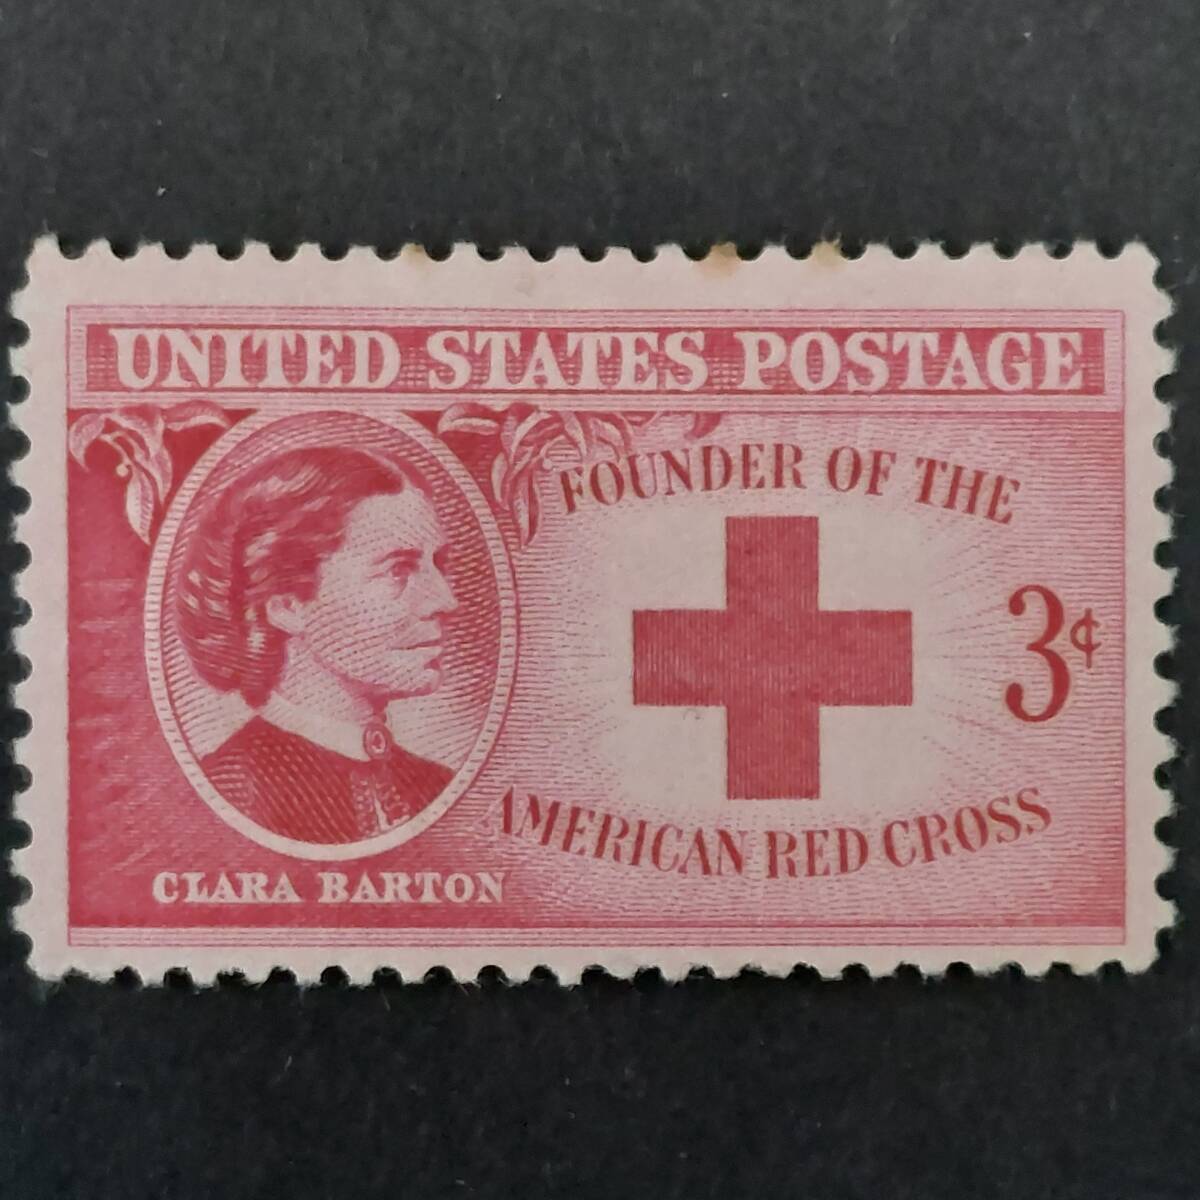 UNITED STATES POSTAGE
FOUNDER OF THE
3¢
AMERICAN RED CROSS
CLARA BARTON